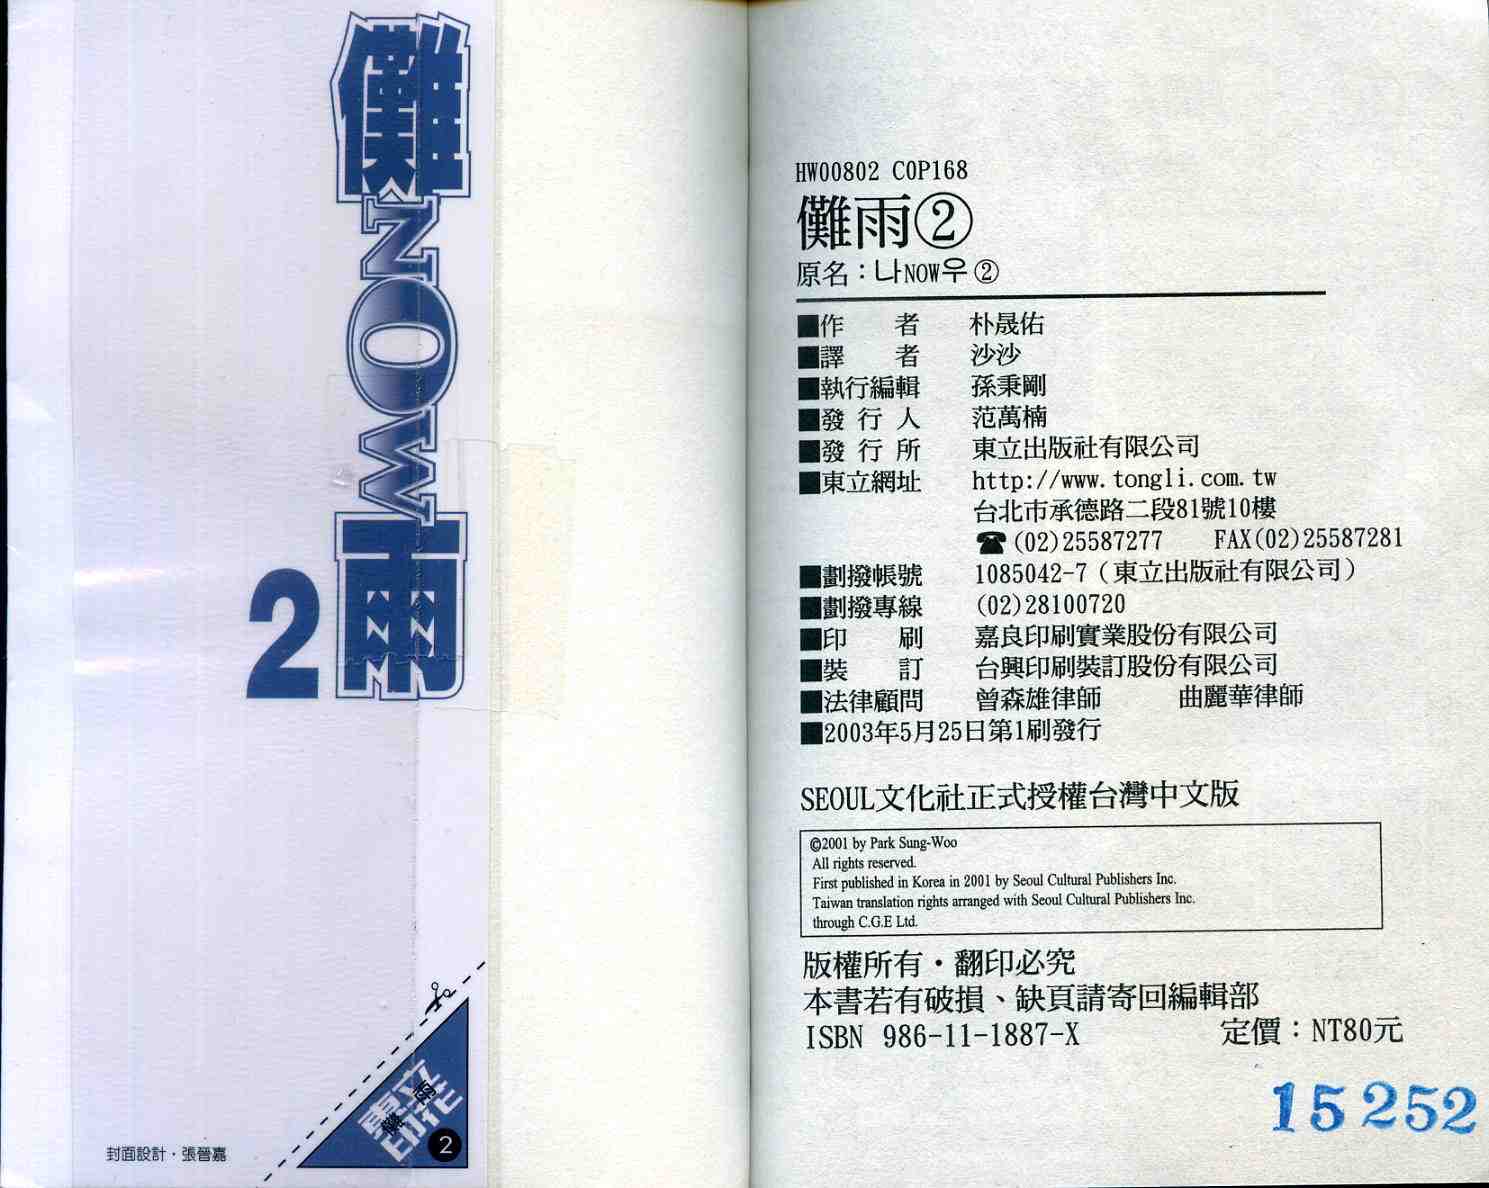 儺
NOW
雨
2
東立
印花
儺雨
2
封面設計・張晉嘉
HW00802 COP168
儺雨②
原名：나NOW우②
■作者 朴晟佑
■譯者 沙沙
■執行編輯 孫秉剛
■發行人 范萬楠
■發行所 東立出版社有限公司
■東立網址 http://www.tongli.com.tw
台北市承德路二段81號10樓
☎(02)25587277 FAX(02)25587281
■劃撥帳號 1085042-7（東立出版社有限公司）
■劃撥專線 (02)28100720
■印刷 嘉良印刷實業股份有限公司
■裝訂 台興印刷裝訂股份有限公司
■法律顧問 曾森雄律師 曲麗華律師
■2003年5月25日第1刷發行
SEOUL文化社正式授權台灣中文版
©2001 by Park Sung-Woo
All rights reserved.
First published in Korea in 2001 by Seoul Cultural Publishers Inc.
Taiwan translation rights arranged with Seoul Cultural Publishers Inc.
through C.G.E Ltd.
版權所有・翻印必究
本書若有破損、缺頁請寄回編輯部
ISBN 986-11-1887-X 定價：NT80元
15252